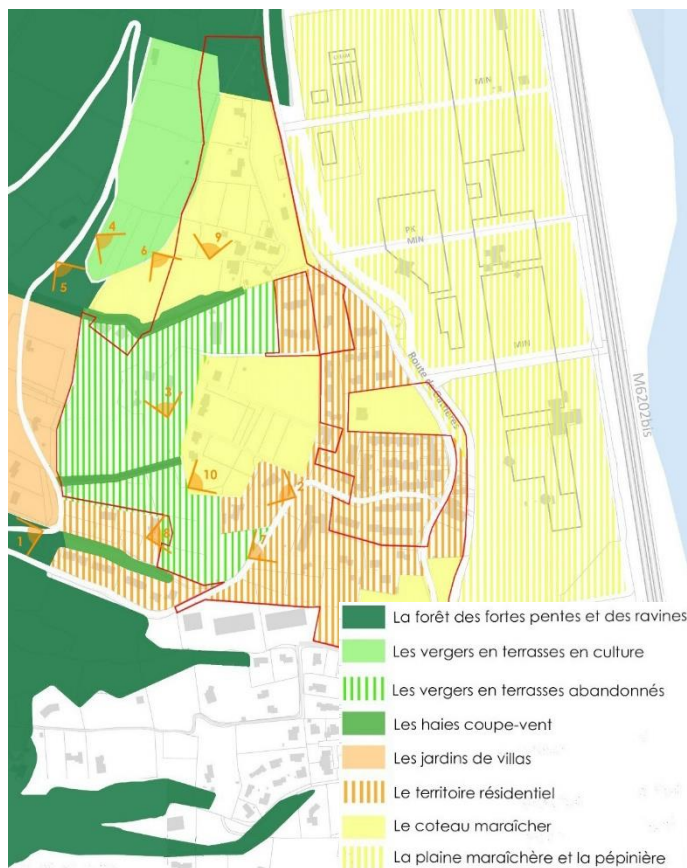 MIN
PK
MIN
4
9
6
5
MIN
Route de
M6202bis
3
10
2
1
8
7
La forêt des fortes pentes et des ravines
Les vergers en terrasses en culture
Les vergers en terrasses abandonnés
Les haies coupe-vent
Les jardins de villas
Le territoire résidentiel
Le coteau maraîcher
La plaine maraîchère et la pépinière